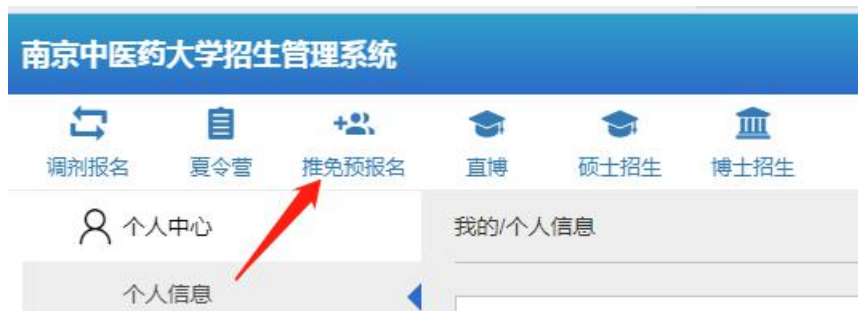 南京中医药大学招生管理系统
调剂报名 夏令营 推免预报名 直博 硕士招生 博士招生
个人中心 我的/个人信息
个人信息